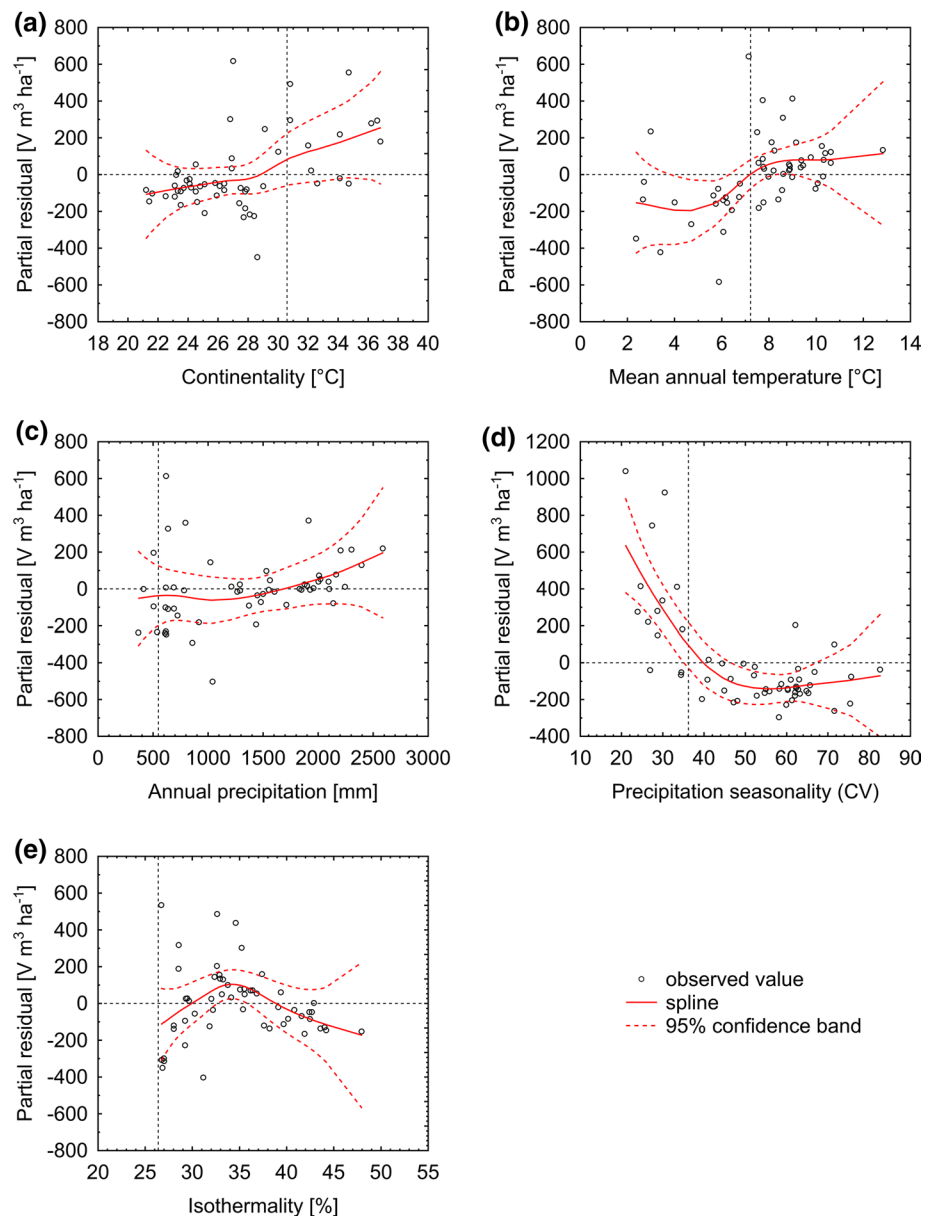 (a)
Partial residual [V m³ ha⁻¹]
800
600
400
200
0
-200
-400
-600
-800
18 20 22 24 26 28 30 32 34 36 38 40
Continentality [°C]
(b)
Partial residual [V m³ ha⁻¹]
800
600
400
200
0
-200
-400
-600
-800
0 2 4 6 8 10 12 14
Mean annual temperature [°C]
(c)
Partial residual [V m³ ha⁻¹]
800
600
400
200
0
-200
-400
-600
-800
0 500 1000 1500 2000 2500 3000
Annual precipitation [mm]
(d)
Partial residual [V m³ ha⁻¹]
1200
1000
800
600
400
200
0
-200
-400
10 20 30 40 50 60 70 80 90
Precipitation seasonality (CV)
(e)
Partial residual [V m³ ha⁻¹]
800
600
400
200
0
-200
-400
-600
-800
20 25 30 35 40 45 50 55
Isothermality [%]
observed value
spline
95% confidence band